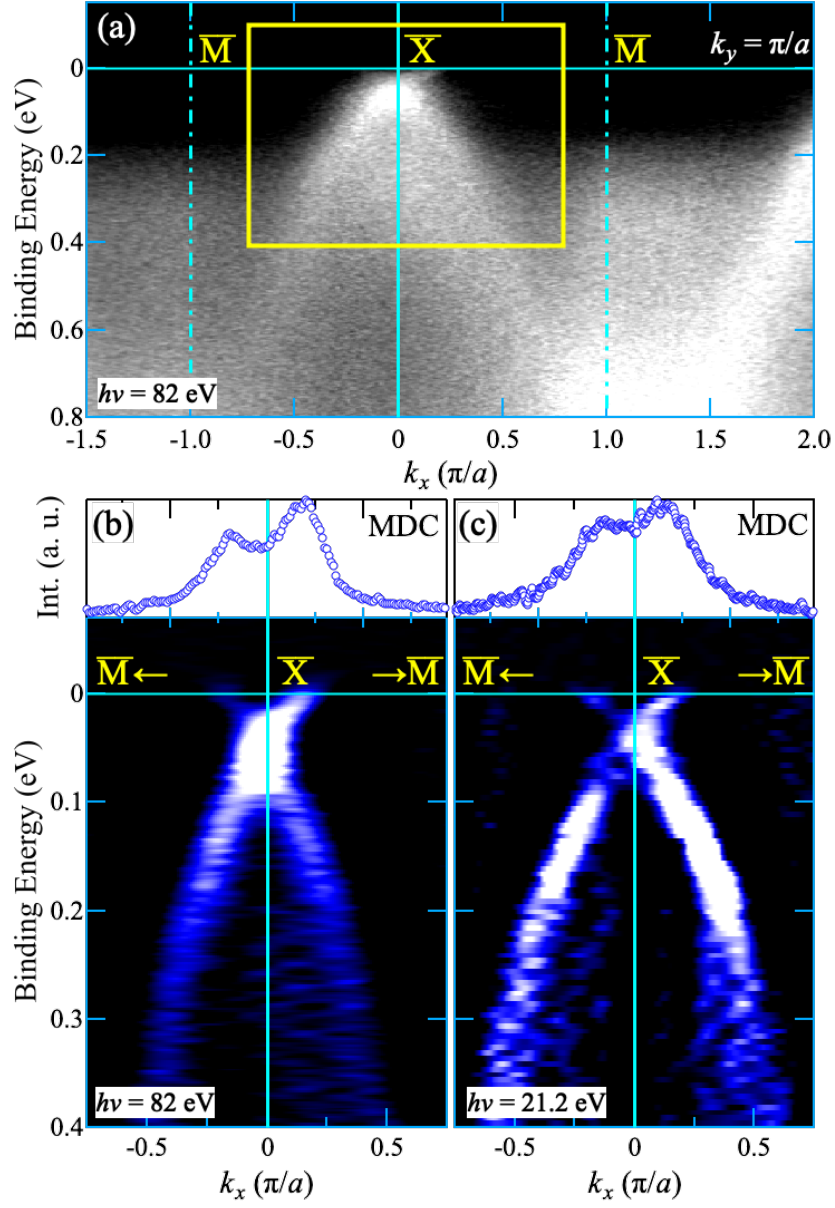 (a)
M̅ X̅ M̅ k_y = π/a
0
0.2
0.4
0.6
0.8
Binding Energy (eV)
hν = 82 eV
-1.5 -1.0 -0.5 0 0.5 1.0 1.5 2.0
k_x (π/a)
Int. (a. u.)
(b) MDC
(c) MDC
M̅← X̅ →M̅
M̅← X̅ →M̅
0
0.1
0.2
0.3
0.4
Binding Energy (eV)
hν = 82 eV
hν = 21.2 eV
-0.5 0 0.5
-0.5 0 0.5
k_x (π/a)
k_x (π/a)